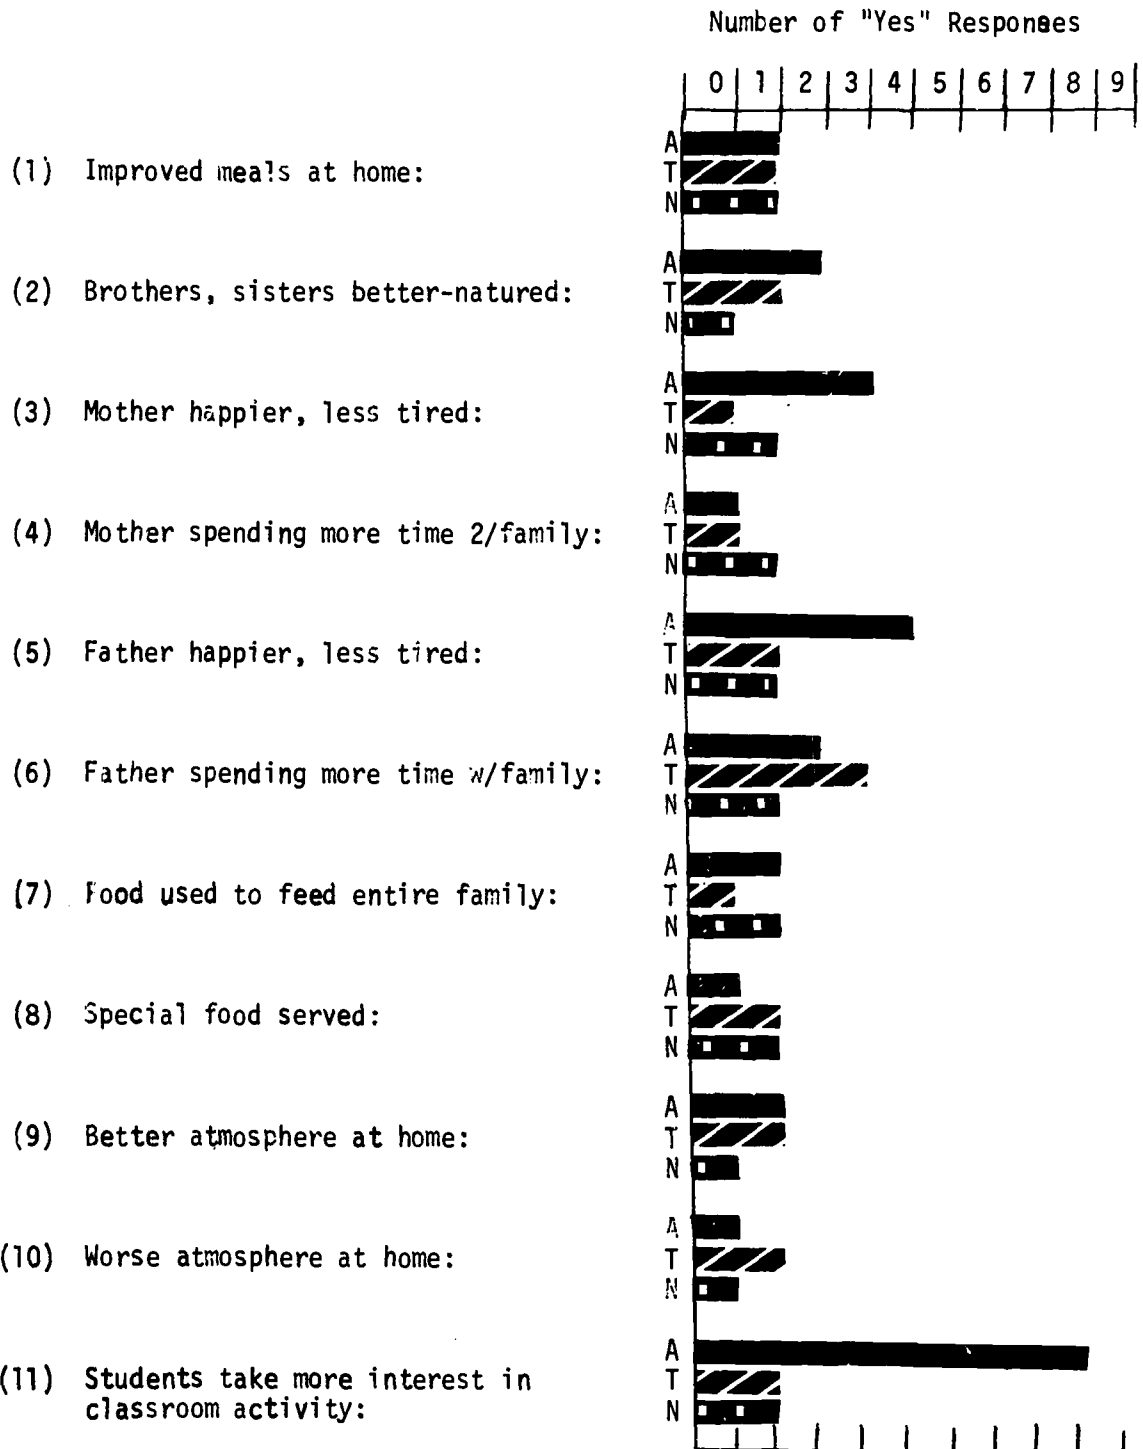 Number of "Yes" Responses
0 1 2 3 4 5 6 7 8 9
A
(1) Improved meals at home: T
N
A
(2) Brothers, sisters better-natured: T
N
A
(3) Mother happier, less tired: T
N
A
(4) Mother spending more time 2/family: T
N
A
(5) Father happier, less tired: T
N
A
(6) Father spending more time w/family: T
N
A
(7) Food used to feed entire family: T
N
A
(8) Special food served: T
N
A
(9) Better atmosphere at home: T
N
A
(10) Worse atmosphere at home: T
N
A
(11) Students take more interest in T
classroom activity: N